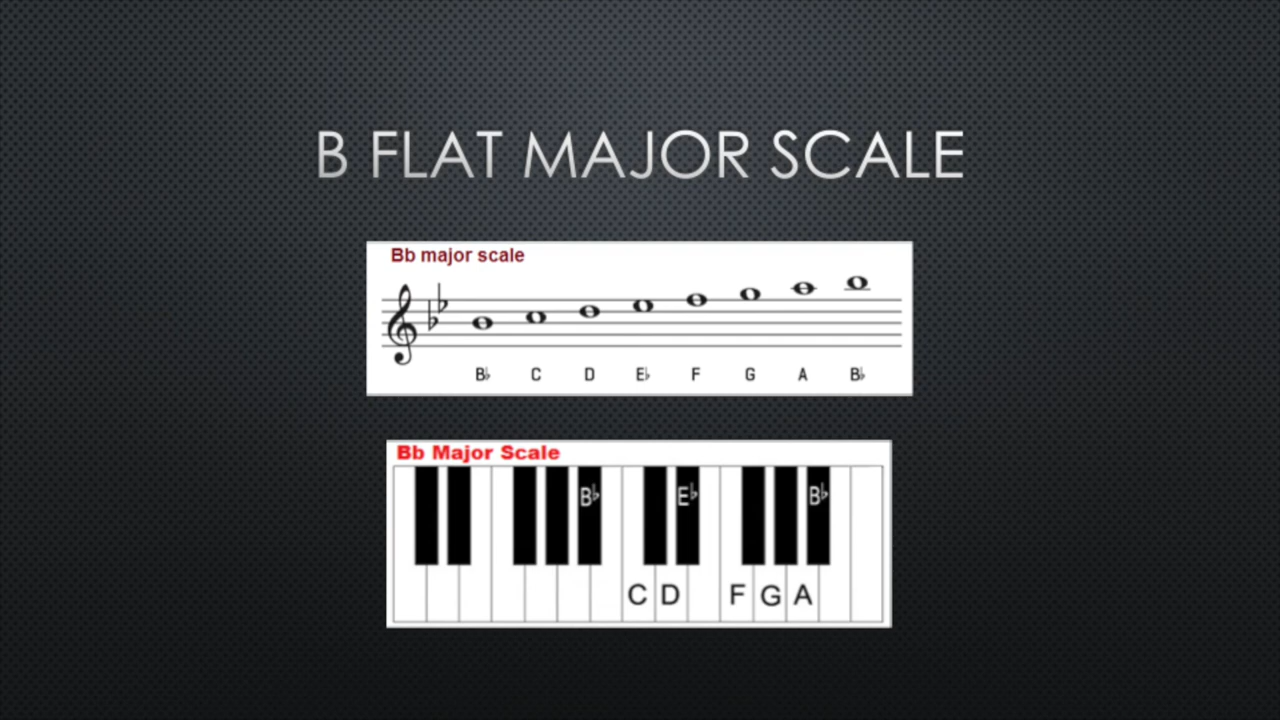 B FLAT MAJOR SCALE
Bb major scale
B♭ C D E♭ F G A B♭
Bb Major Scale
B♭ E♭ B♭
C D F G A